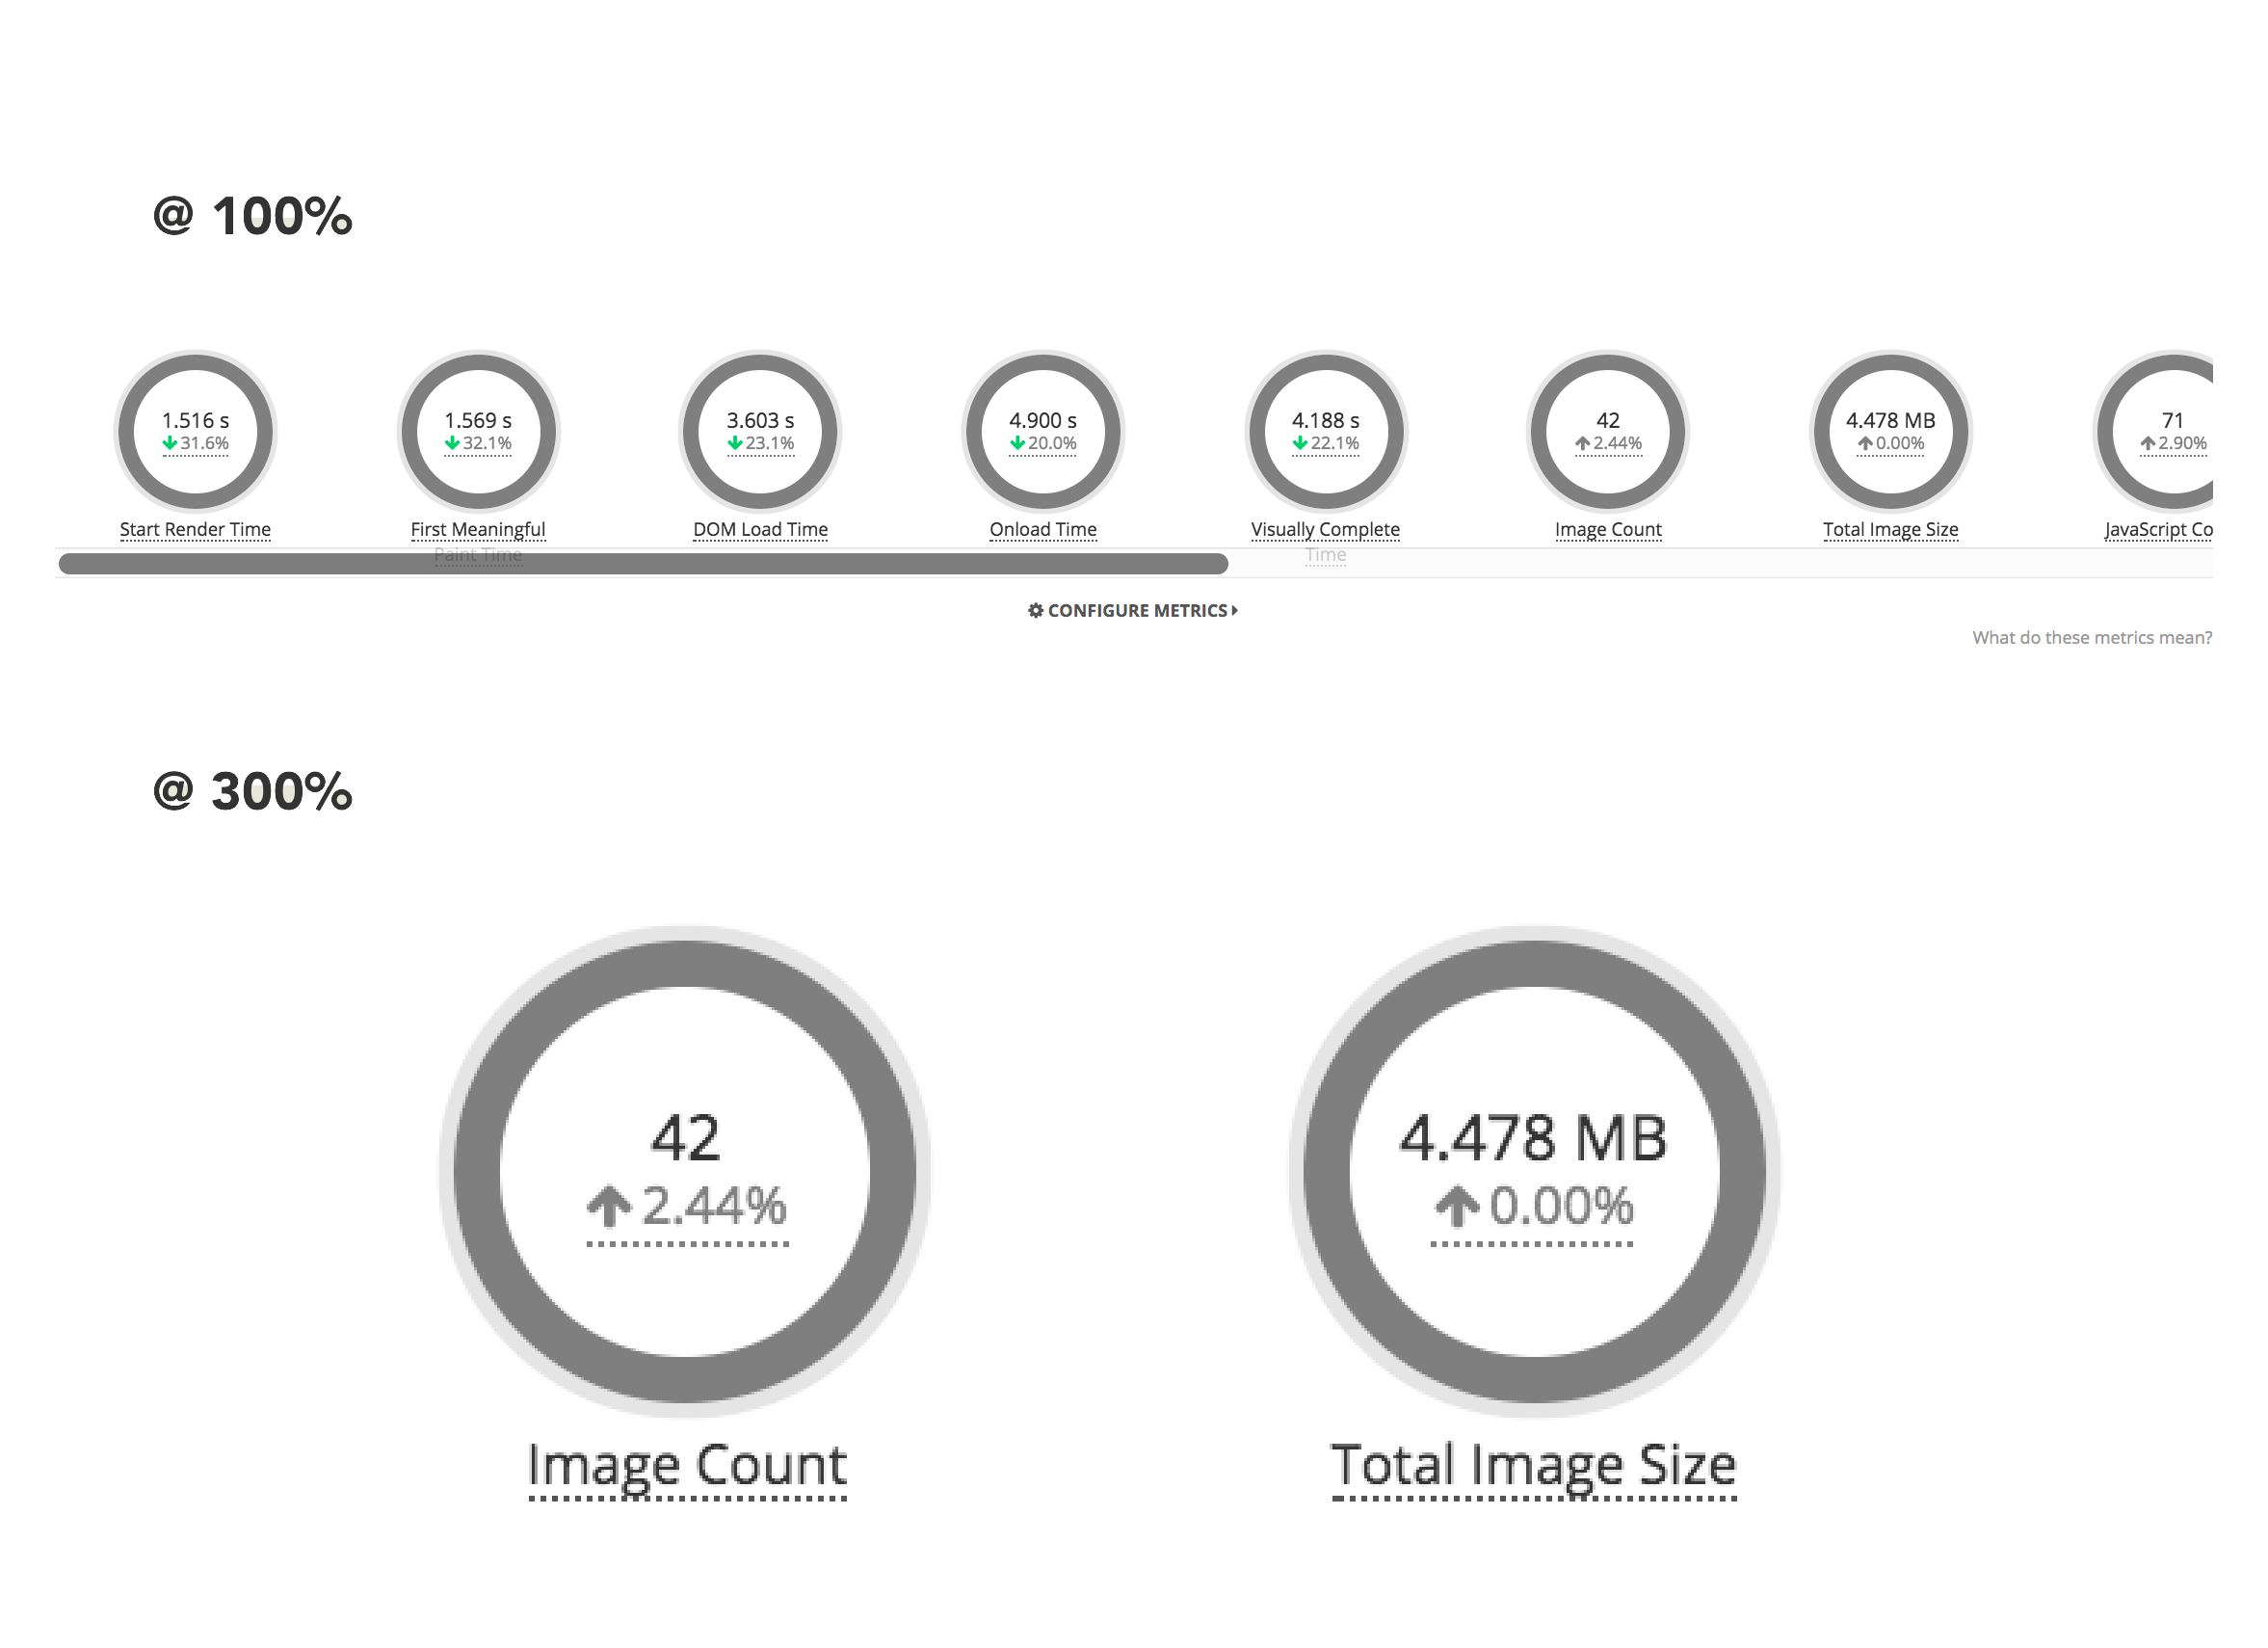 @ 100%
1.516 s 1.569 s 3.603 s 4.900 s 4.188 s 42 4.478 MB 71
31.6% 32.1% 23.1% 20.0% 22.1% 2.44% 0.00% 2.90%
Start Render Time First Meaningful DOM Load Time Onload Time Visually Complete Image Count Total Image Size JavaScript Co
Paint Time Time
CONFIGURE METRICS
What do these metrics mean?
@ 300%
42 4.478 MB
2.44% 0.00%
Image Count Total Image Size